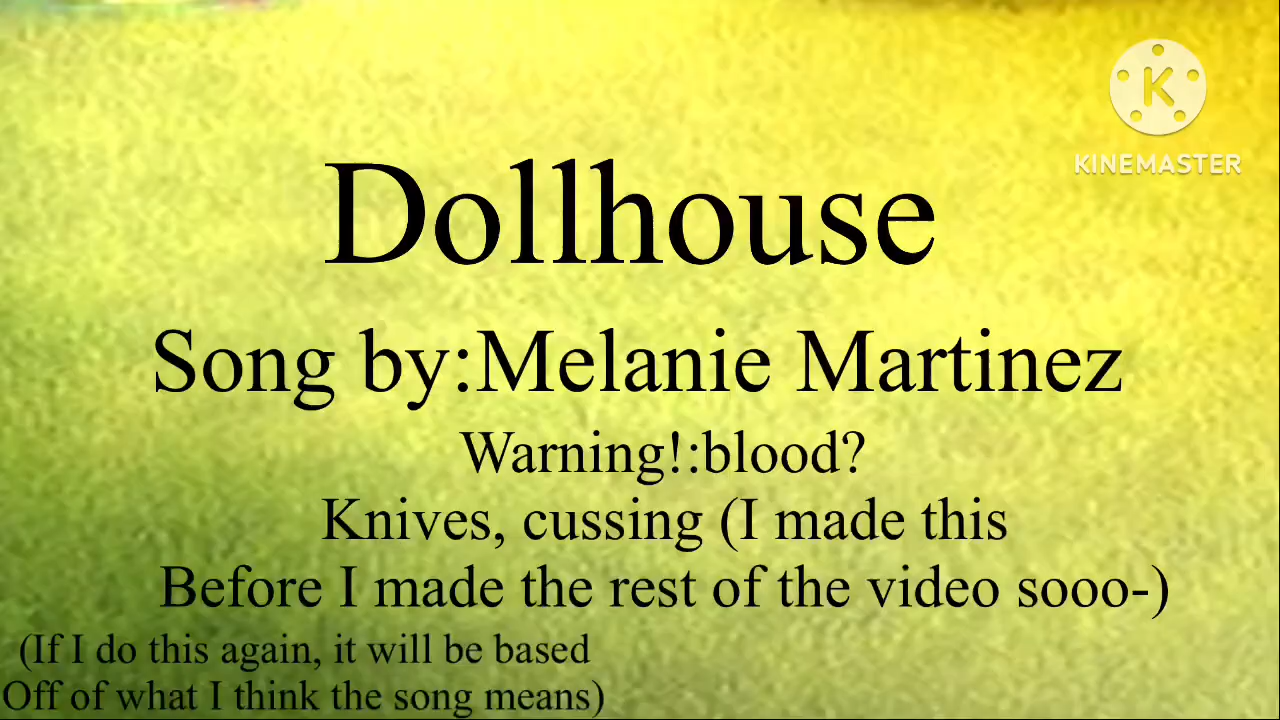 K
KINEMASTER
Dollhouse
Song by:Melanie Martinez
Warning!:blood?
Knives, cussing (I made this
Before I made the rest of the video sooo-)
(If I do this again, it will be based
Off of what I think the song means)